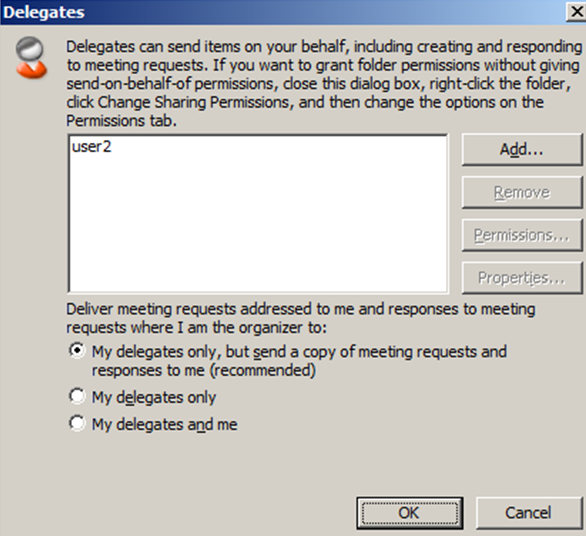 Delegates
Delegates can send items on your behalf, including creating and responding
to meeting requests. If you want to grant folder permissions without giving
send-on-behalf-of permissions, close this dialog box, right-click the folder,
click Change Sharing Permissions, and then change the options on the
Permissions tab.
user2
Add...
Remove
Permissions...
Properties...
Deliver meeting requests addressed to me and responses to meeting
requests where I am the organizer to:
My delegates only, but send a copy of meeting requests and
responses to me (recommended)
My delegates only
My delegates and me
OK
Cancel